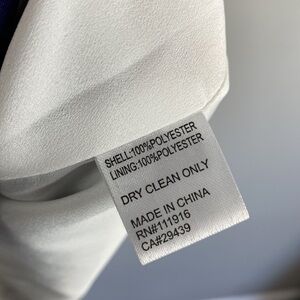 SHELL:100%POLYESTER
LINING:100%POLYESTER
DRY CLEAN ONLY
MADE IN CHINA
RN#111916
CA#29439